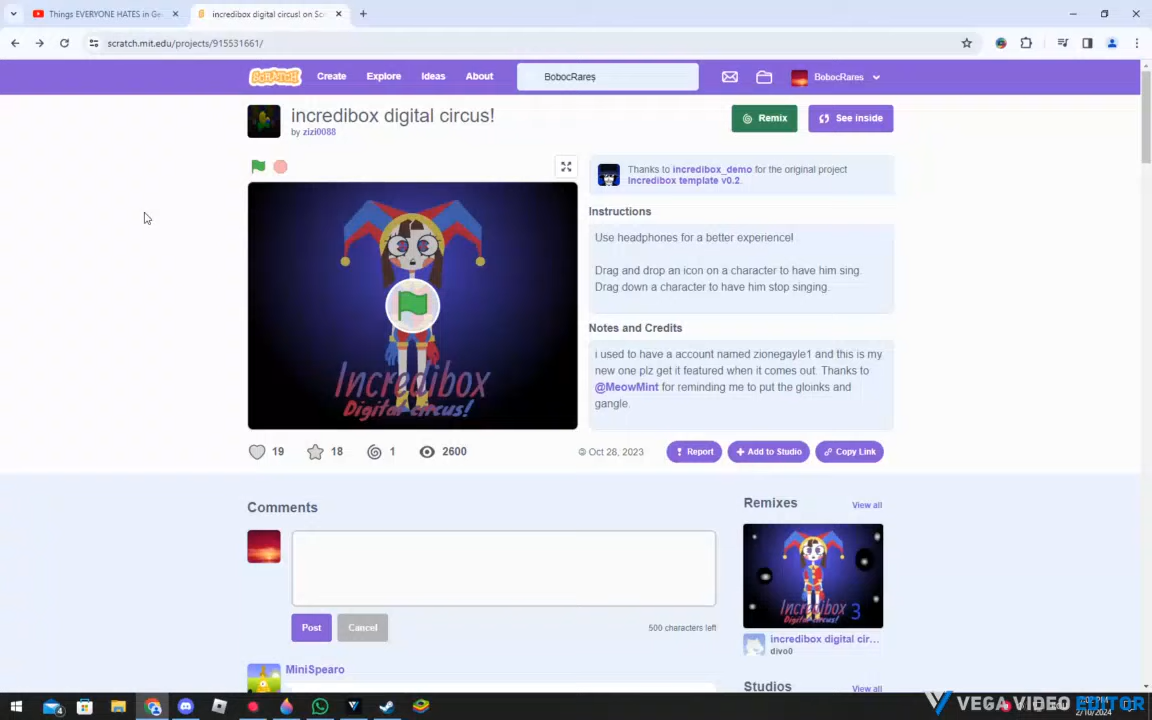 Things EVERYONE HATES in Ge
incredibox digital circus! on Scr
scratch.mit.edu/projects/915531661/
SCRATCH
Create
Explore
Ideas
About
BobocRareș
BobocRares
incredibox digital circus!
by zizi0088
Remix
See inside
Thanks to incredibox_demo for the original project
Incredibox template v0.2.
Instructions
Use headphones for a better experience!
Drag and drop an icon on a character to have him sing.
Drag down a character to have him stop singing.
Incredibox
Digital circus!
Notes and Credits
i used to have a account named zionegayle1 and this is my
new one plz get it featured when it comes out. Thanks to
@MeowMint for reminding me to put the gloinks and
gangle.
19
18
1
2600
© Oct 28, 2023
Report
Add to Studio
Copy Link
Comments
Post
Cancel
500 characters left
MiniSpearo
Remixes
View all
Incredibox 3
Digital circus!
incredibox digital cir...
divo0
Studios
View all
VEGA VIDEO EDITOR
2/10/2024